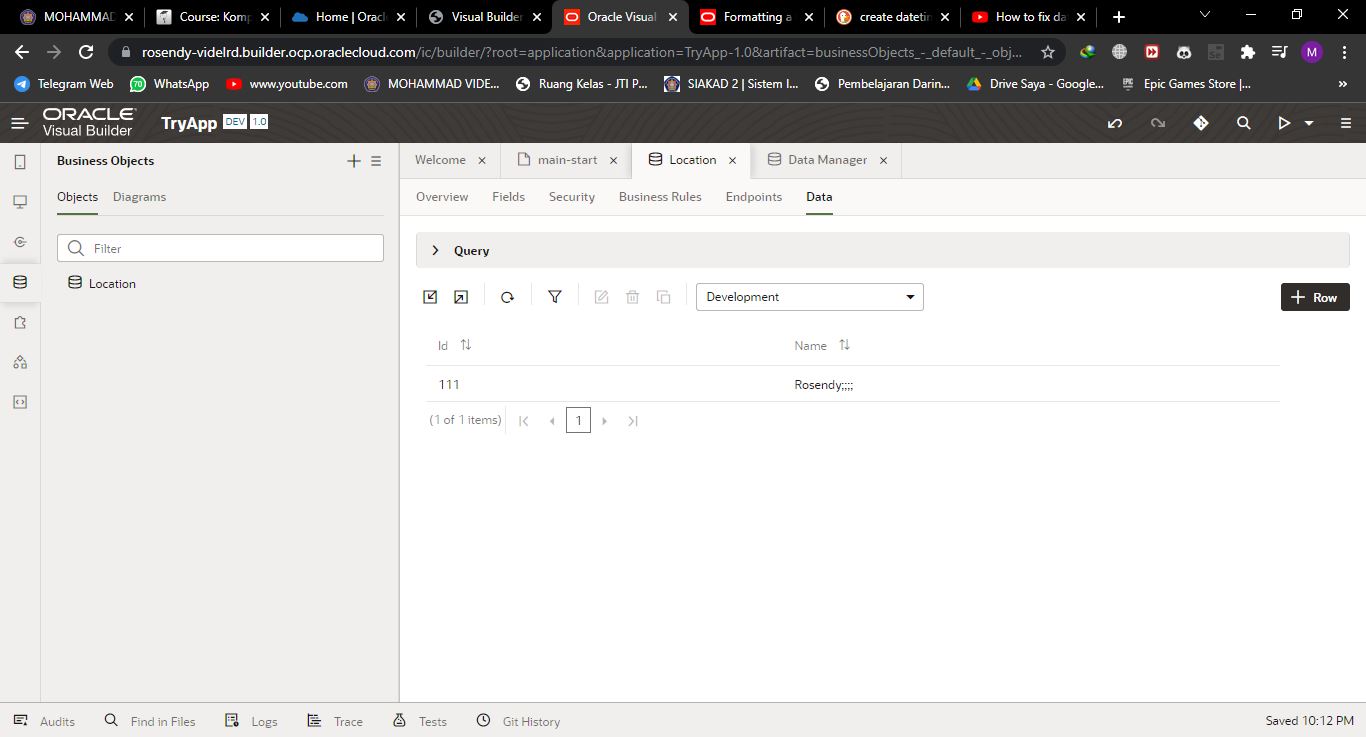 MOHAMMAD
Course: Komp
Home | Oracl
Visual Builder
Oracle Visual
Formatting a
create datetim
How to fix da
rosendy-videlrd.builder.ocp.oraclecloud.com/ic/builder/?root=application&application=TryApp-1.0&artifact=businessObjects_-_default_-_obj...
M
Telegram Web
70
WhatsApp
www.youtube.com
MOHAMMAD VIDE...
Ruang Kelas - JTI P...
SIAKAD 2 | Sistem I...
Pembelajaran Darin...
Drive Saya - Google...
Epic Games Store |...
»
ORACLE
Visual Builder
TryApp DEV 1.0
Business Objects
Welcome
main-start
Location
Data Manager
Objects
Diagrams
Overview
Fields
Security
Business Rules
Endpoints
Data
Filter
Query
Location
Development
Row
Id
Name
111
Rosendy;;;;
(1 of 1 items)
1
Audits
Find in Files
Logs
Trace
Tests
Git History
Saved 10:12 PM